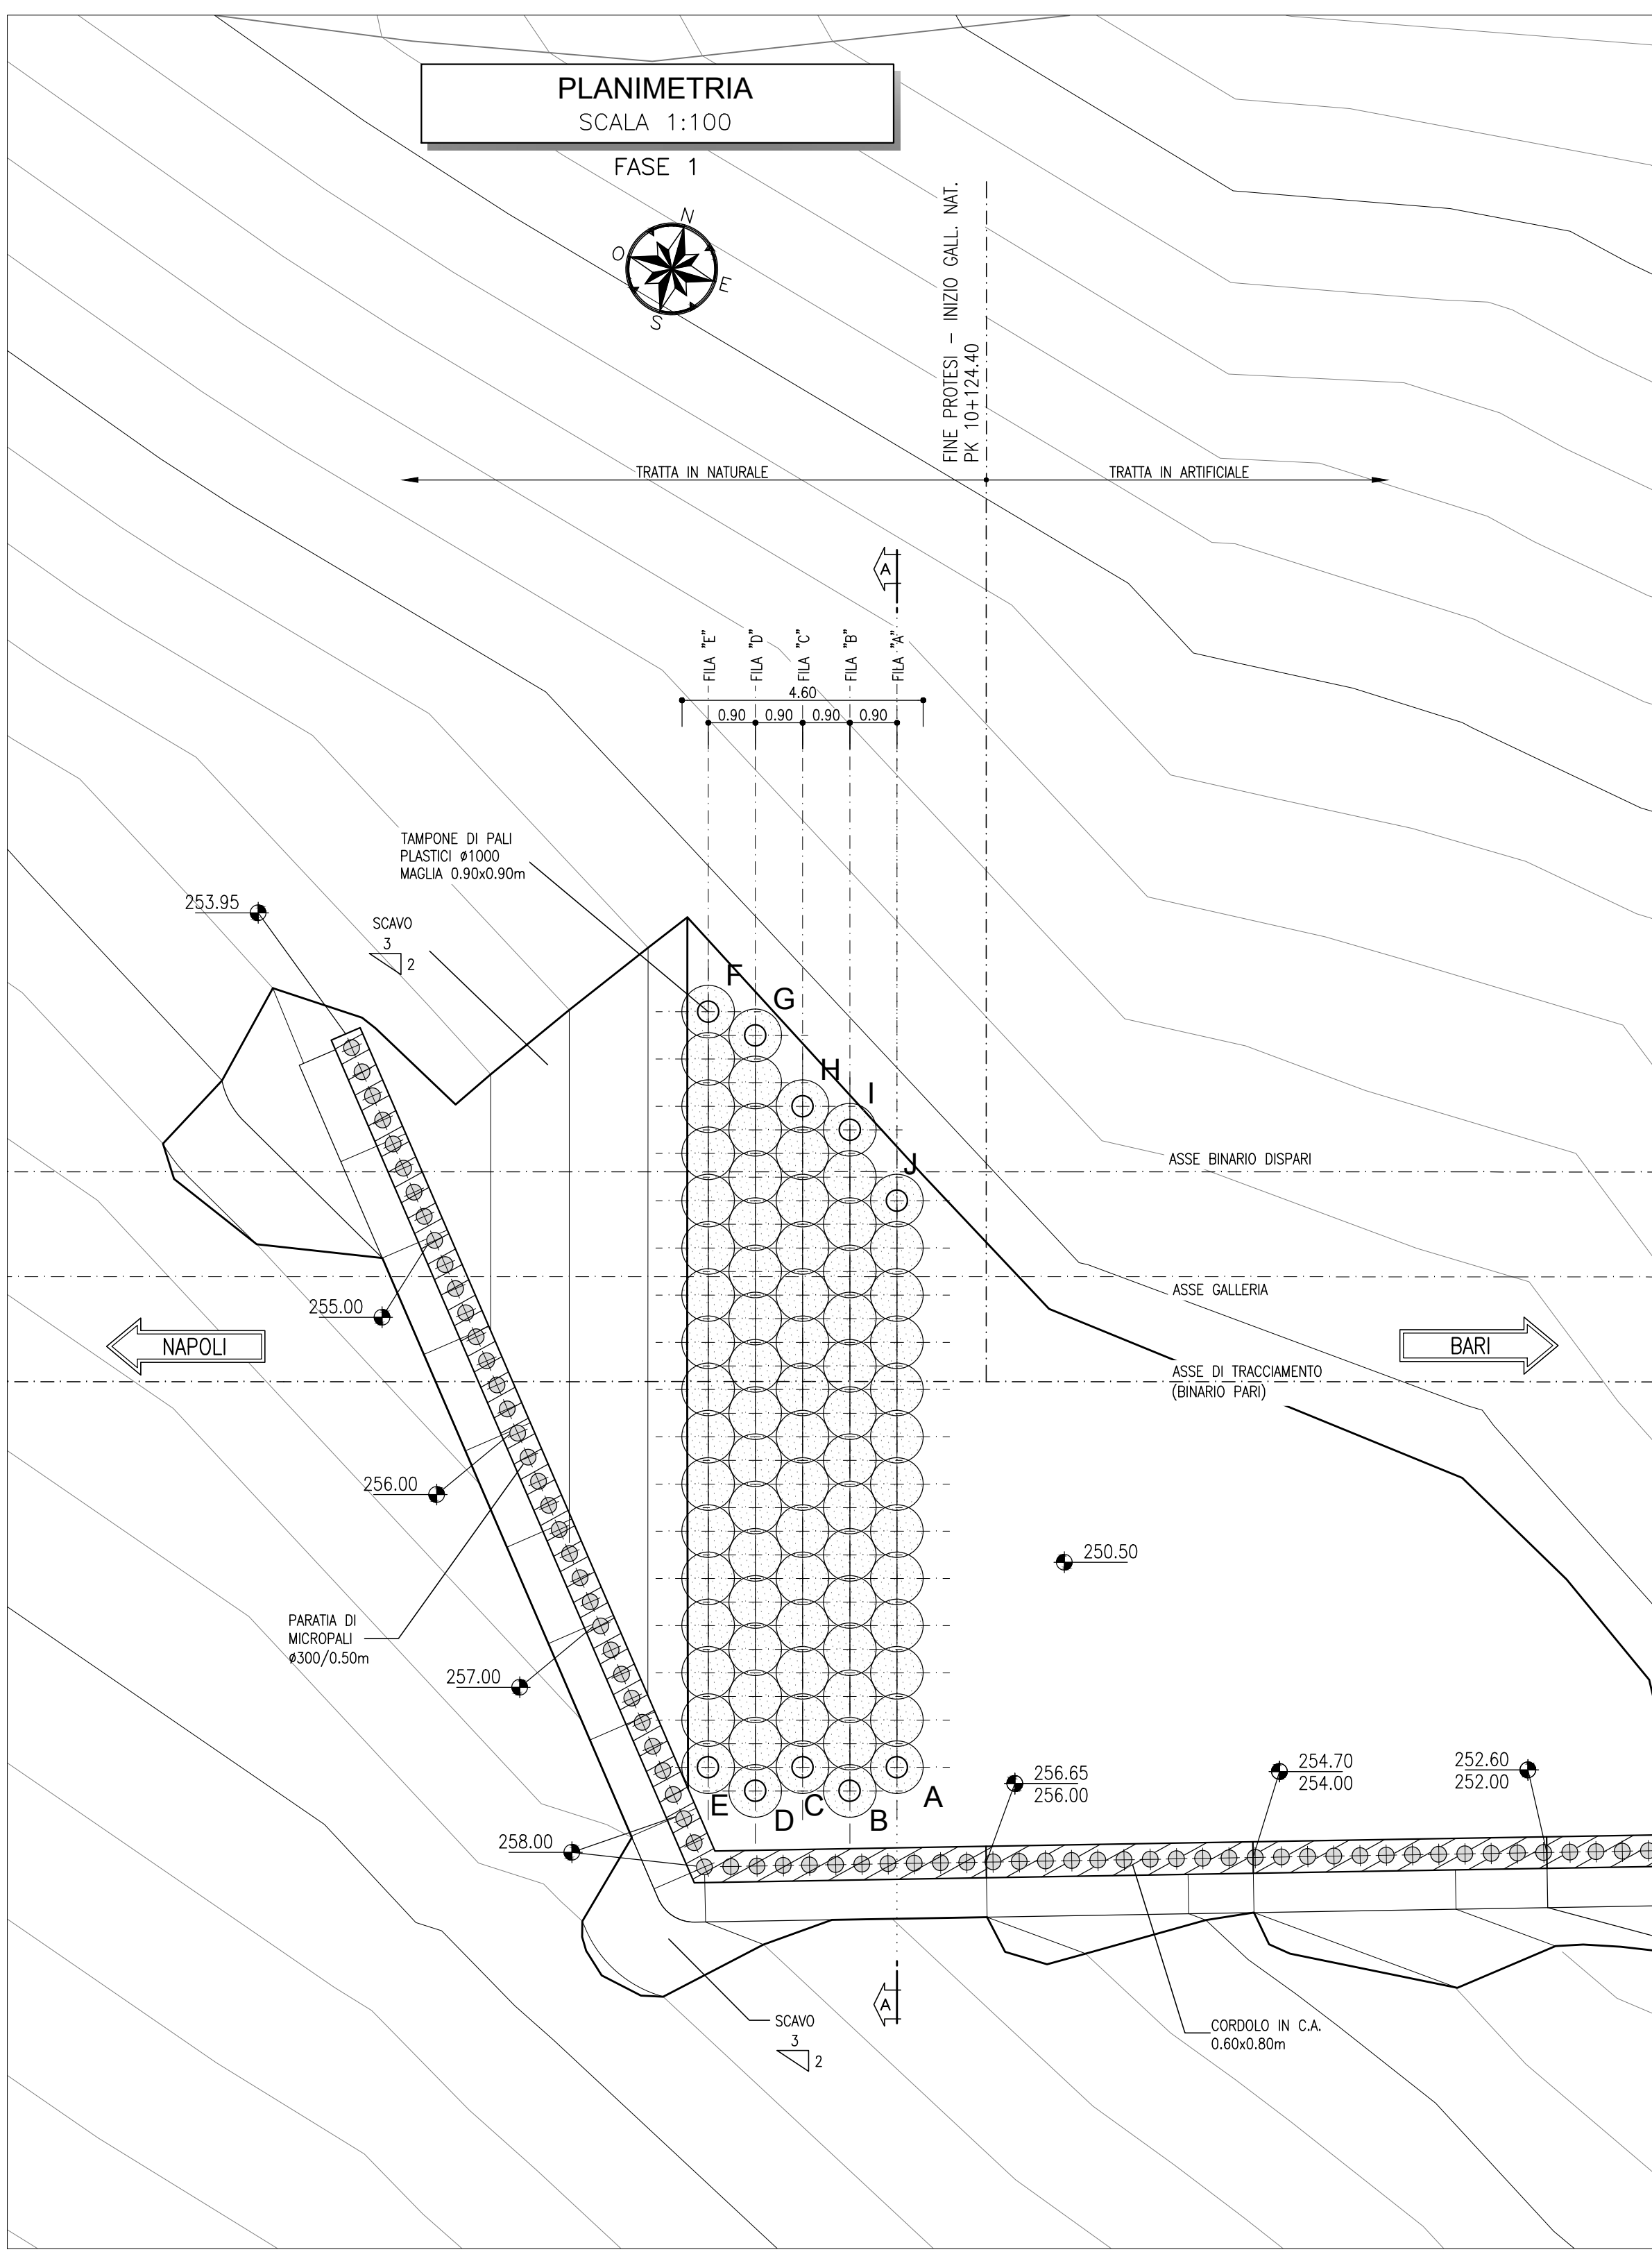 PLANIMETRIA
SCALA 1:100
FASE 1
N
O
E
S
FINE PROTESI - INIZIO GALL. NAT.
PK 10+124.40
TRATTA IN NATURALE
TRATTA IN ARTIFICIALE
A
FILA "E"
FILA "D"
FILA "C"
FILA "B"
FILA "A"
4.60
0.90
0.90
0.90
0.90
TAMPONE DI PALI
PLASTICI ø1000
MAGLIA 0.90x0.90m
253.95
SCAVO
3
2
F
G
H
I
J
ASSE BINARIO DISPARI
ASSE GALLERIA
255.00
NAPOLI
BARI
ASSE DI TRACCIAMENTO
(BINARIO PARI)
256.00
250.50
PARATIA DI
MICROPALI
ø300/0.50m
257.00
256.65
256.00
254.70
254.00
252.60
252.00
E
D
C
B
A
258.00
A
SCAVO
3
2
CORDOLO IN C.A.
0.60x0.80m